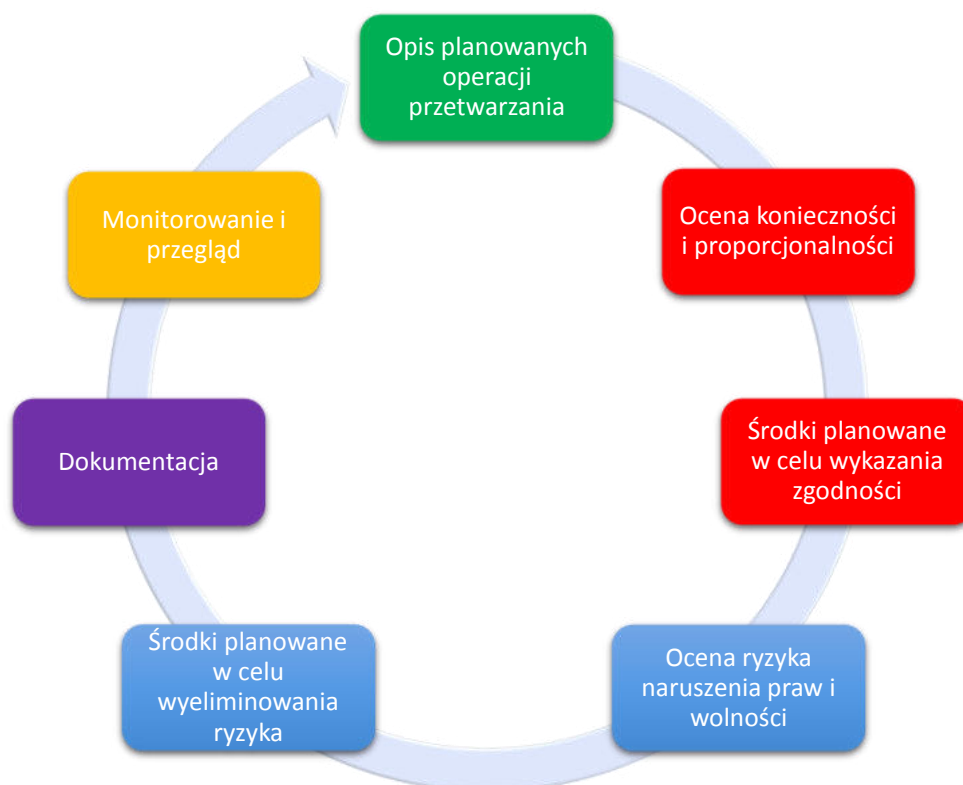 Opis planowanych
operacji
przetwarzania
Ocena konieczności
i proporcjonalności
Środki planowane
w celu wykazania
zgodności
Ocena ryzyka
naruszenia praw i
wolności
Środki planowane
w celu
wyeliminowania
ryzyka
Dokumentacja
Monitorowanie i
przegląd